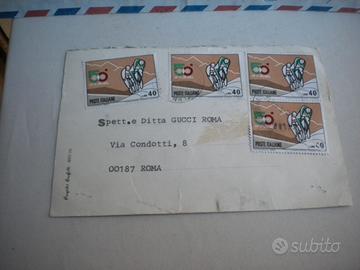 POSTE ITALIANE 40
POSTE ITALIANE 40
POSTE ITALIANE 40
POSTE ITALIANE 40
Spett.e Ditta GUCCI ROMA
Via Condotti, 8
00187 ROMA
subito